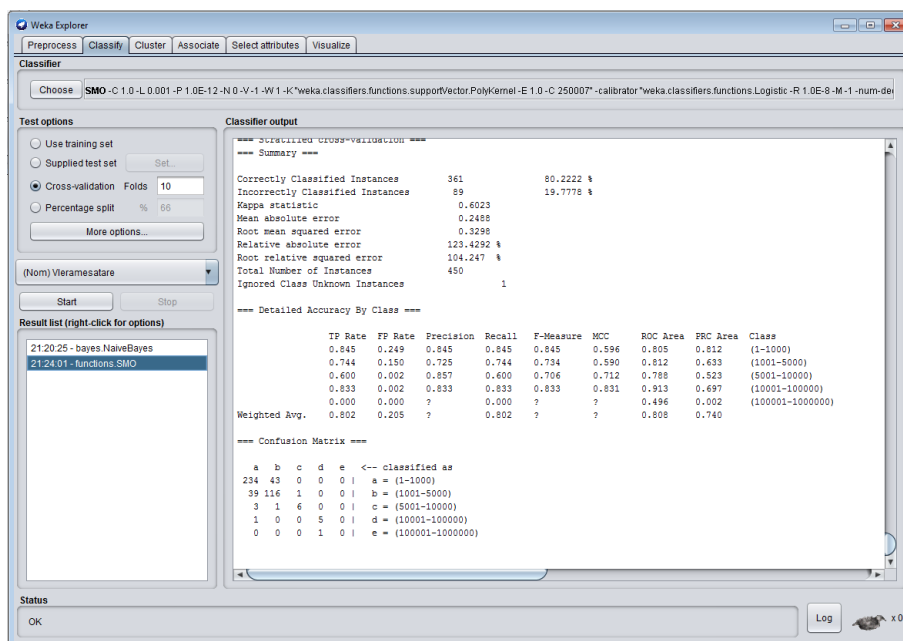 Weka Explorer
Preprocess Classify Cluster Associate Select attributes Visualize
Classifier
Choose SMO -C 1.0 -L 0.001 -P 1.0E-12 -N 0 -V -1 -W 1 -K "weka.classifiers.functions.supportVector.PolyKernel -E 1.0 -C 250007" -calibrator "weka.classifiers.functions.Logistic -R 1.0E-8 -M -1 -num-de
Test options
Use training set
Supplied test set Set...
Cross-validation Folds 10
Percentage split % 66
More options...
(Nom) Vleramesatare
Start Stop
Result list (right-click for options)
21:20:25 - bayes.NaiveBayes
21:24:01 - functions.SMO
Classifier output
=== Stratified cross-validation ===
=== Summary ===
Correctly Classified Instances 361 80.2222 %
Incorrectly Classified Instances 89 19.7778 %
Kappa statistic 0.6023
Mean absolute error 0.2488
Root mean squared error 0.3298
Relative absolute error 123.4292 %
Root relative squared error 104.247 %
Total Number of Instances 450
Ignored Class Unknown Instances 1
=== Detailed Accuracy By Class ===
TP Rate FP Rate Precision Recall F-Measure MCC ROC Area PRC Area Class
0.845 0.249 0.845 0.845 0.845 0.596 0.805 0.812 (1-1000)
0.744 0.150 0.725 0.744 0.734 0.590 0.812 0.633 (1001-5000)
0.600 0.002 0.857 0.600 0.706 0.712 0.788 0.523 (5001-10000)
0.833 0.002 0.833 0.833 0.833 0.831 0.913 0.697 (10001-100000)
0.000 0.000 ? 0.000 ? ? 0.496 0.002 (100001-1000000)
Weighted Avg. 0.802 0.205 ? 0.802 ? ? 0.808 0.740
=== Confusion Matrix ===
a b c d e <-- classified as
234 43 0 0 0 | a = (1-1000)
39 116 1 0 0 | b = (1001-5000)
3 1 6 0 0 | c = (5001-10000)
1 0 0 5 0 | d = (10001-100000)
0 0 0 1 0 | e = (100001-1000000)
Status
OK
Log x 0